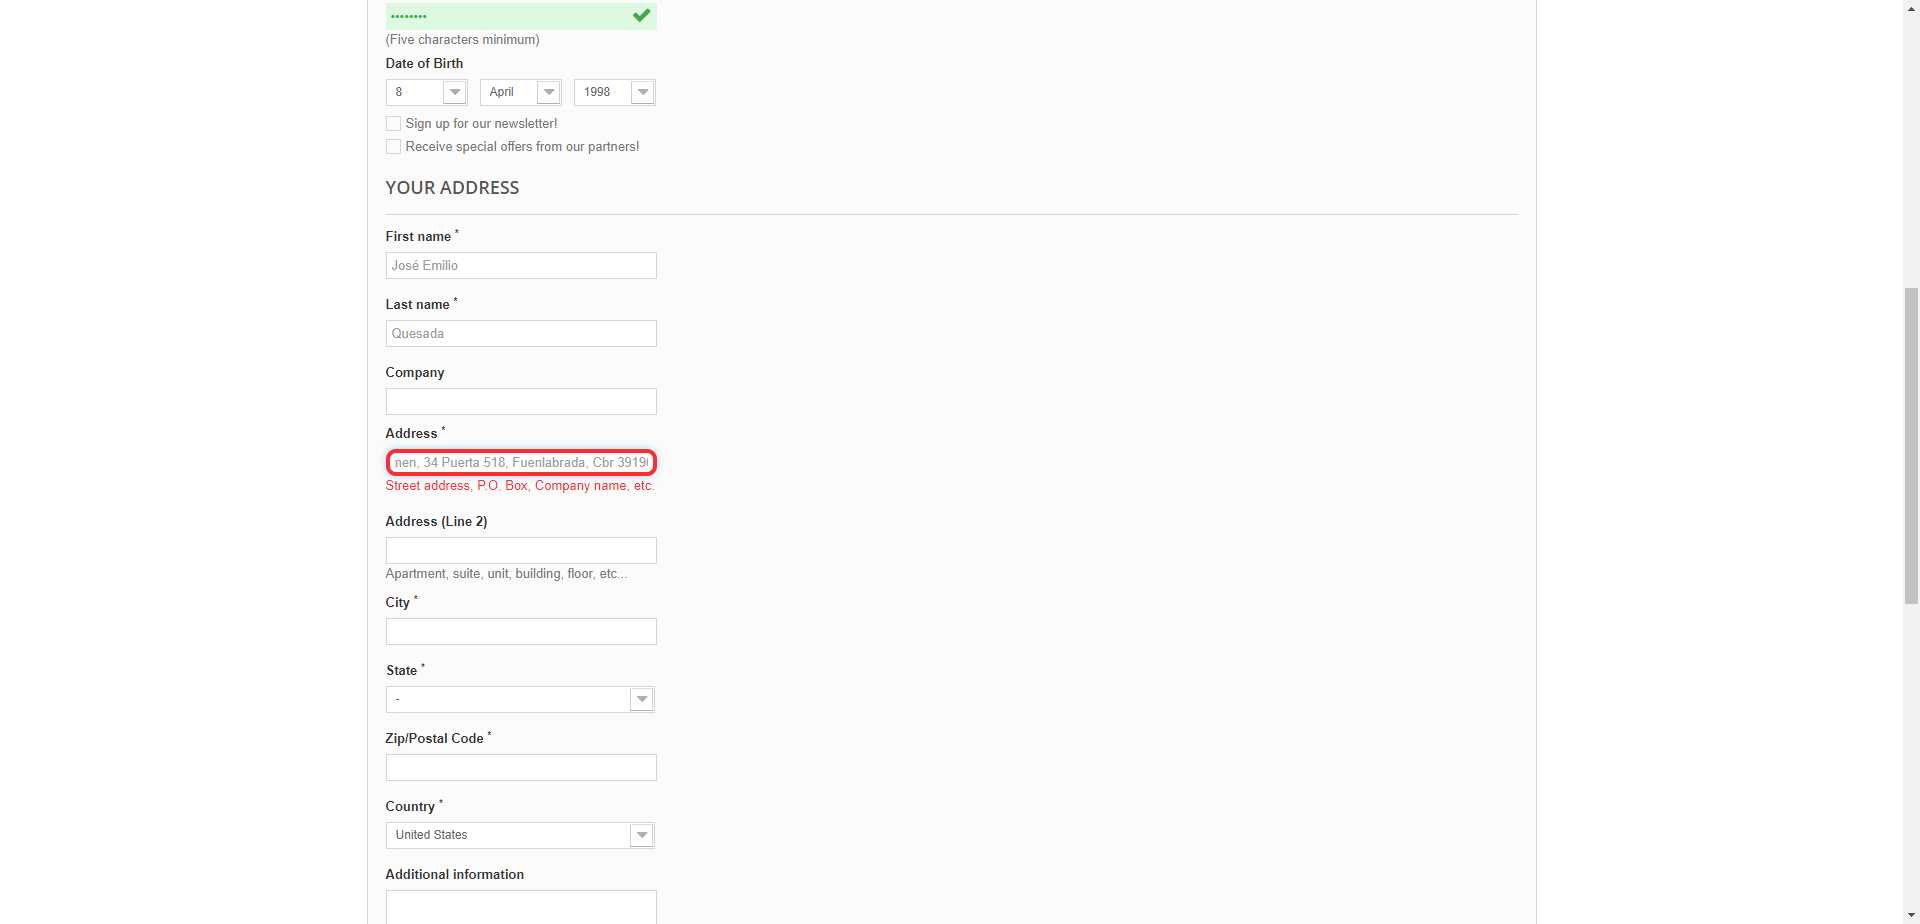 ••••••••
(Five characters minimum)
Date of Birth
8 April 1998
Sign up for our newsletter!
Receive special offers from our partners!
YOUR ADDRESS
First name *
José Emilio
Last name *
Quesada
Company
Address *
34 Puerta 518, Fuenlabrada, Cbr
Street address, P.O. Box, Company name, etc.
Address (Line 2)
Apartment, suite, unit, building, floor, etc...
City *
State *
-
Zip/Postal Code *
Country *
United States
Additional information